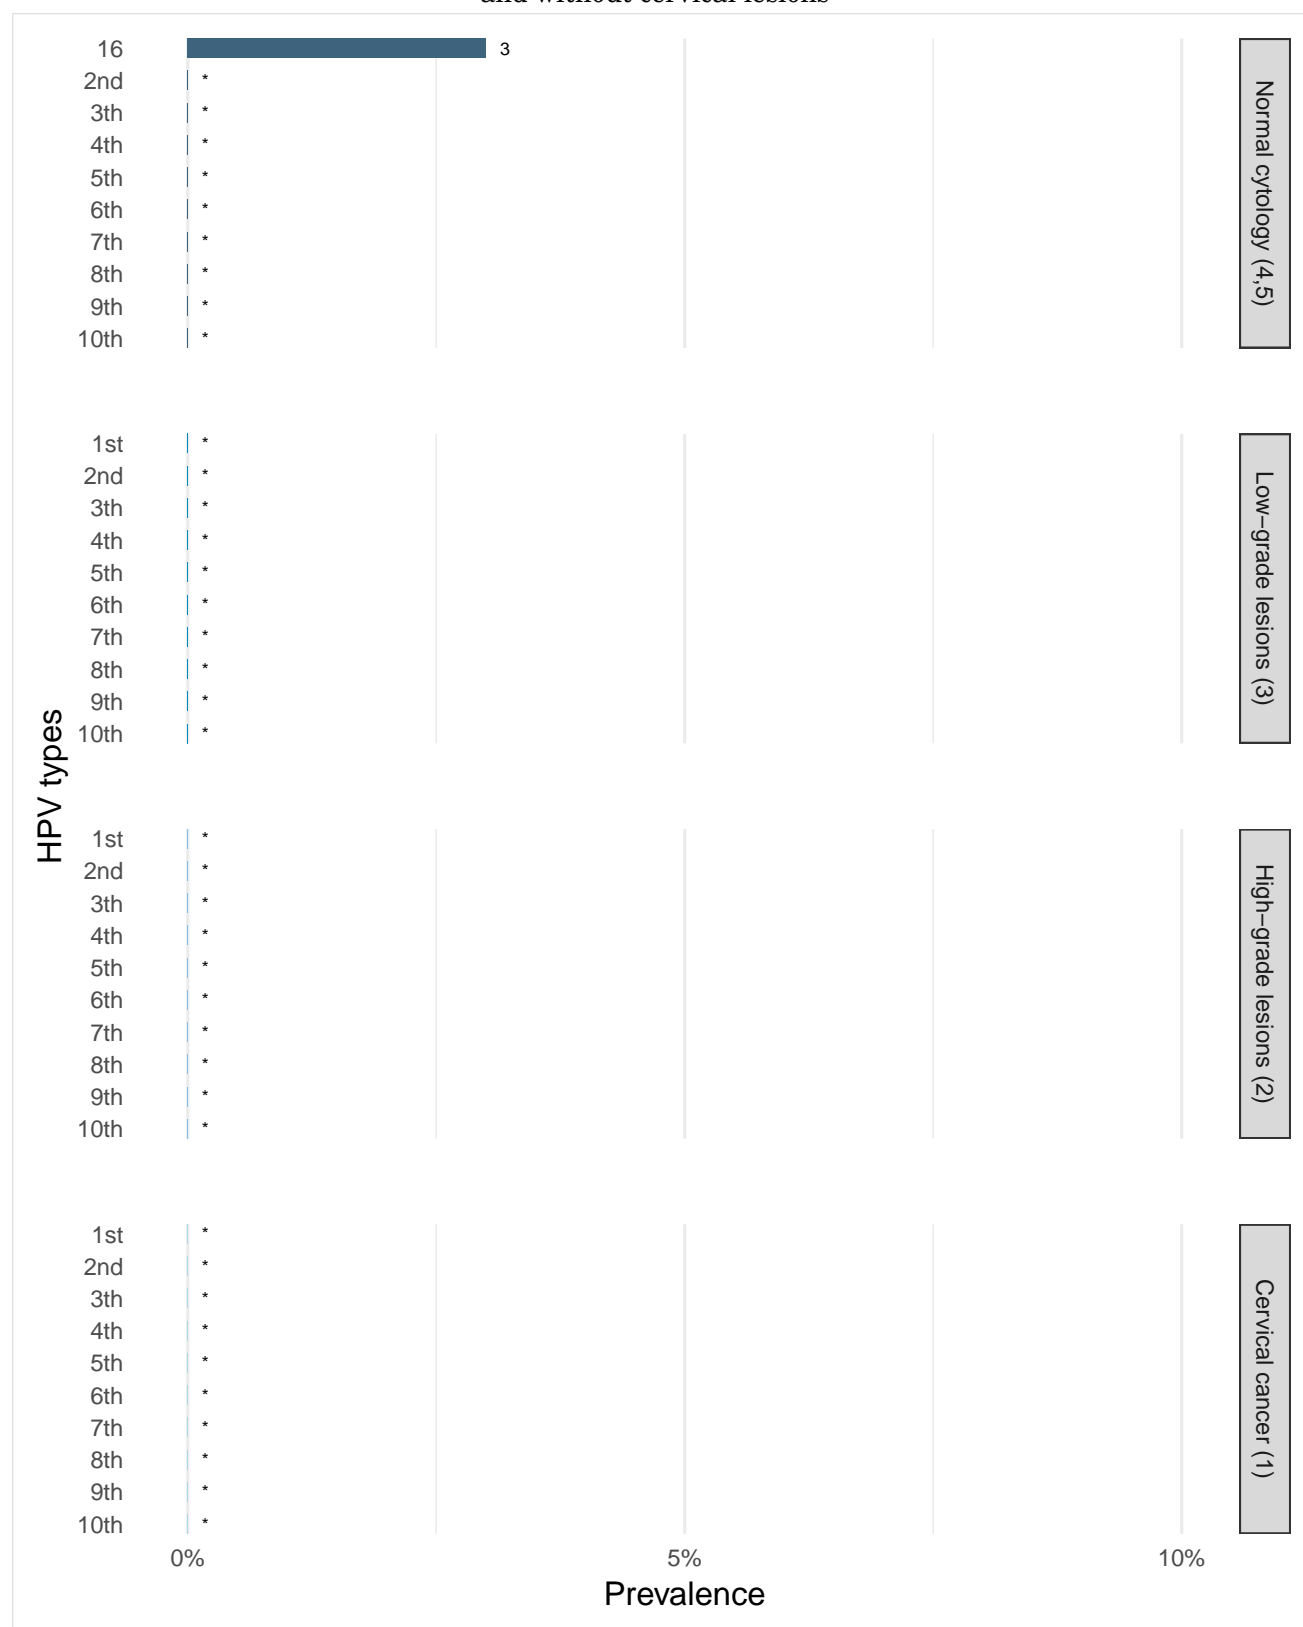 and without cervical lesions
16 3
2nd *
3th *
4th *
5th *
6th *
7th *
8th *
9th *
10th *
Normal cytology (4,5)
1st *
2nd *
3th *
4th *
5th *
6th *
7th *
8th *
9th *
10th *
Low−grade lesions (3)
HPV types
1st *
2nd *
3th *
4th *
5th *
6th *
7th *
8th *
9th *
10th *
High−grade lesions (2)
1st *
2nd *
3th *
4th *
5th *
6th *
7th *
8th *
9th *
10th *
Cervical cancer (1)
0% 5% 10%
Prevalence